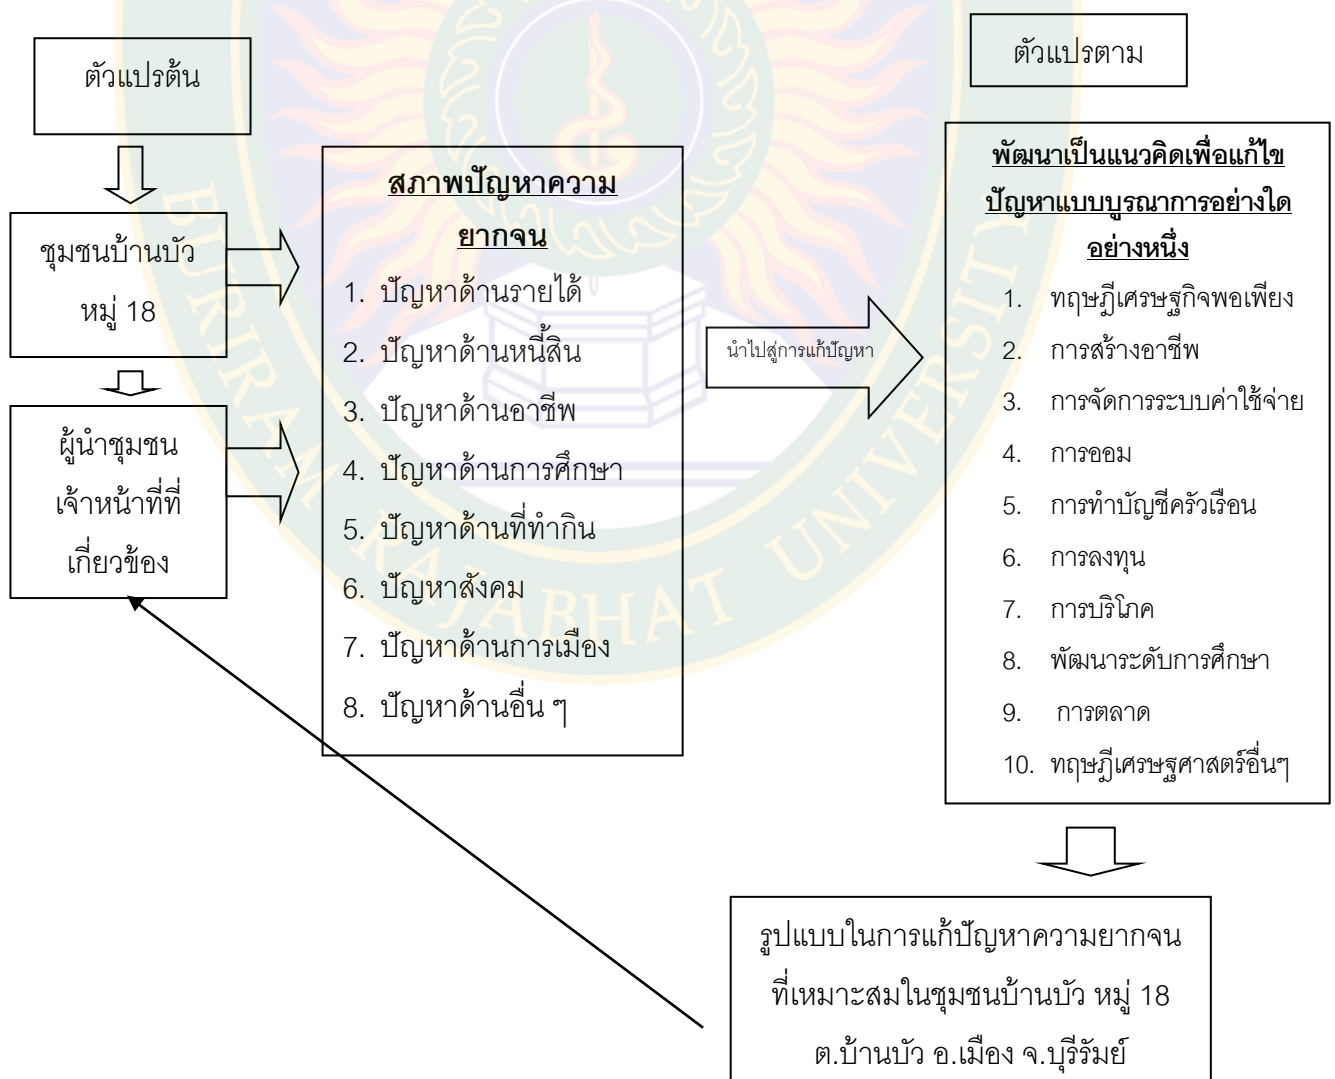 ตัวแปรต้น
ตัวแปรตาม
ชุมชนบ้านบัว
หมู่ 18
ผู้นำชุมชน
เจ้าหน้าที่ที่
เกี่ยวข้อง
สภาพปัญหาความ
ยากจน
1. ปัญหาด้านรายได้
2. ปัญหาด้านหนี้สิน
3. ปัญหาด้านอาชีพ
4. ปัญหาด้านการศึกษา
5. ปัญหาด้านที่ทำกิน
6. ปัญหาสังคม
7. ปัญหาด้านการเมือง
8. ปัญหาด้านอื่น ๆ
นำไปสู่การแก้ปัญหา
พัฒนาเป็นแนวคิดเพื่อแก้ไข
ปัญหาแบบบูรณาการอย่างใด
อย่างหนึ่ง
1. ทฤษฎีเศรษฐกิจพอเพียง
2. การสร้างอาชีพ
3. การจัดการระบบค่าใช้จ่าย
4. การออม
5. การทำบัญชีครัวเรือน
6. การลงทุน
7. การบริโภค
8. พัฒนาระดับการศึกษา
9. การตลาด
10. ทฤษฎีเศรษฐศาสตร์อื่นๆ
รูปแบบในการแก้ปัญหาความยากจน
ที่เหมาะสมในชุมชนบ้านบัว หมู่ 18
ต.บ้านบัว อ.เมือง จ.บุรีรัมย์
BURIRAM RAJABHAT UNIVERSITY